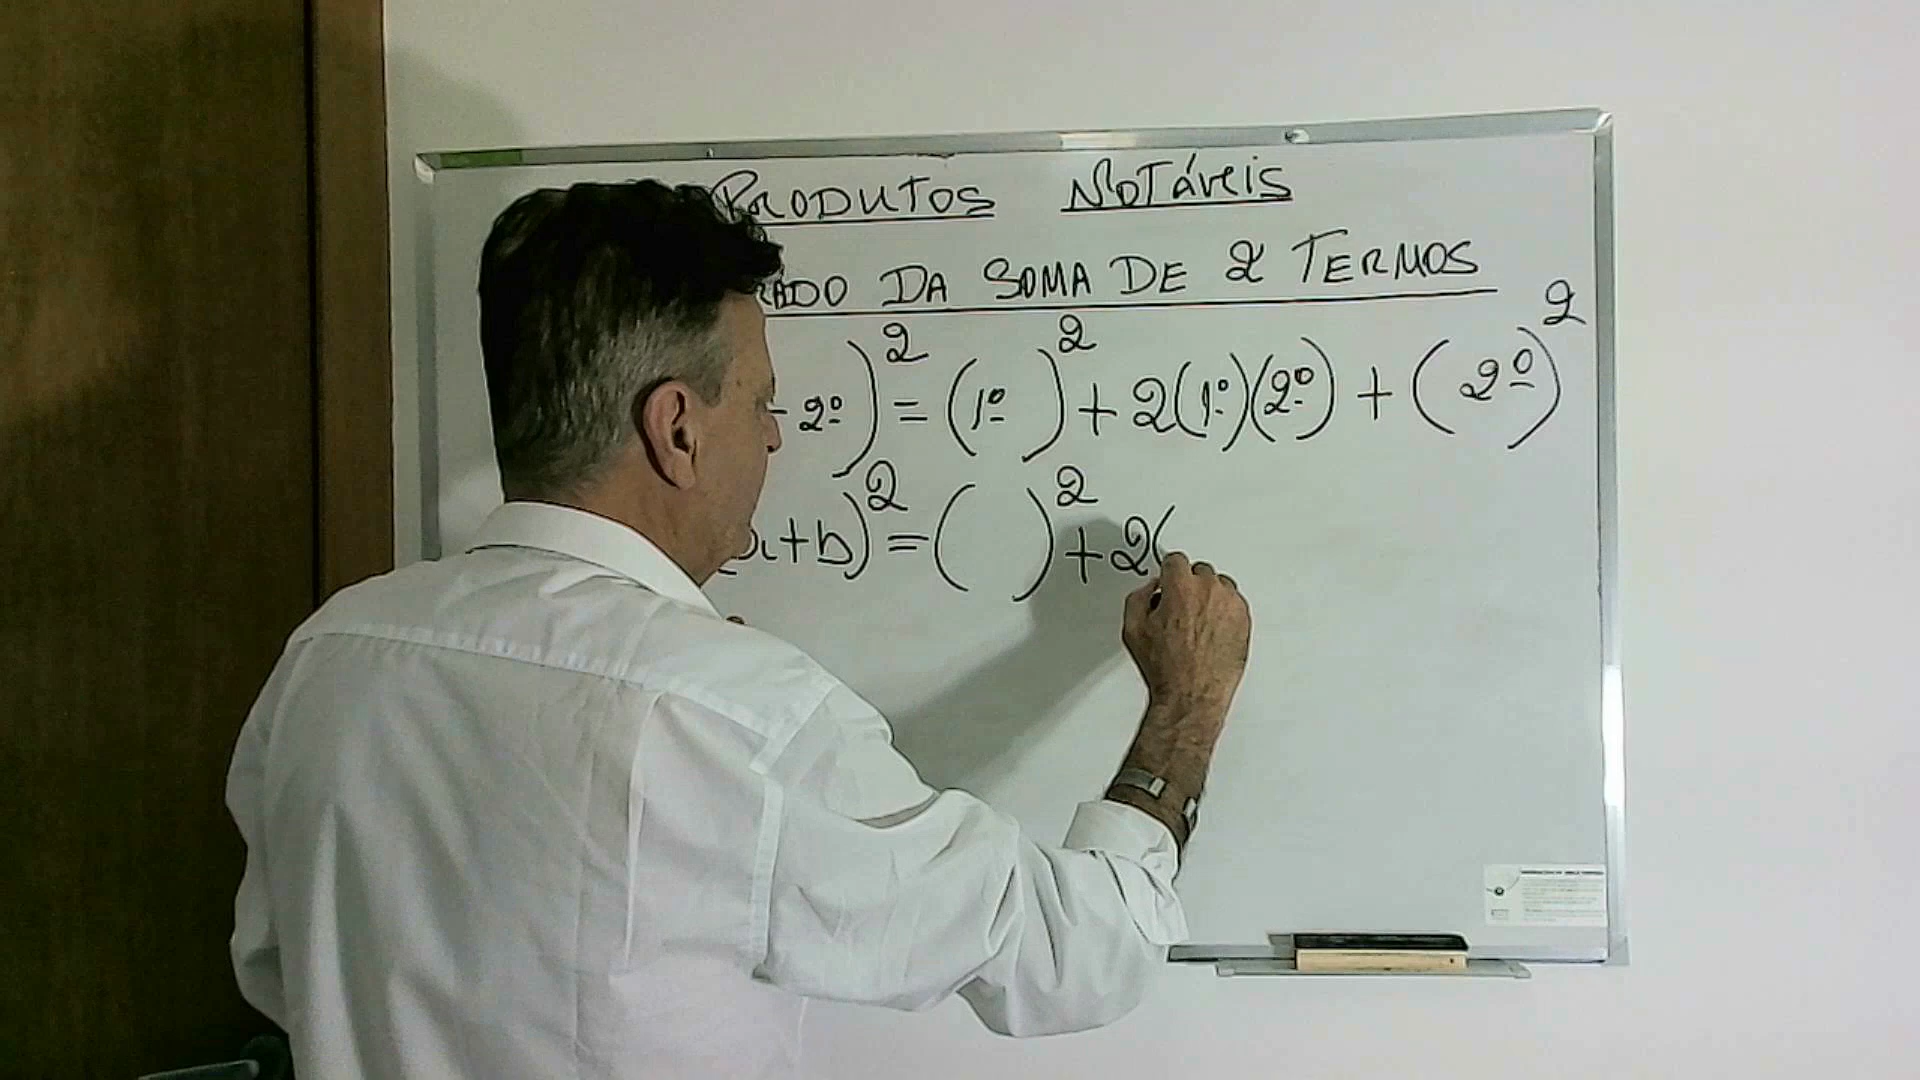 PRODUTOS NOTÁVEIS
RADO DA SOMA DE 2 TERMOS
2º)² = (1º )² + 2(1º)(2º) + (2º)²
(a+b)² = ( )² + 2(